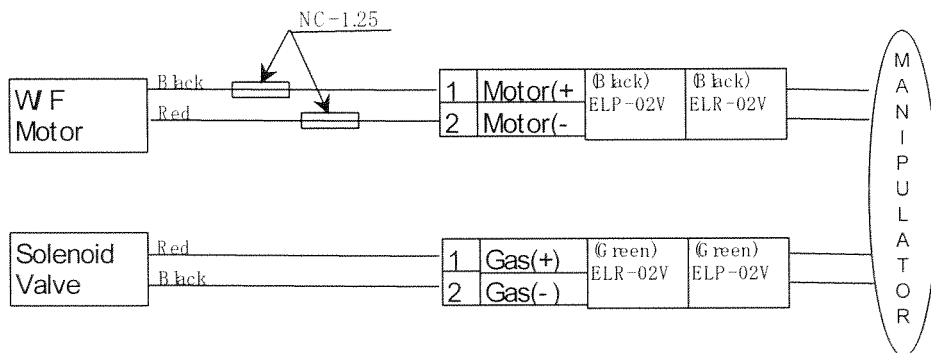 NC-1.25
W/F
Motor
Black
Red
1 Motor(+
2 Motor(-
(Black)
ELP-02V
(Black)
ELR-02V
Solenoid
Valve
Red
Black
1 Gas(+)
2 Gas(-)
(Green)
ELR-02V
(Green)
ELP-02V
MANIPULATOR